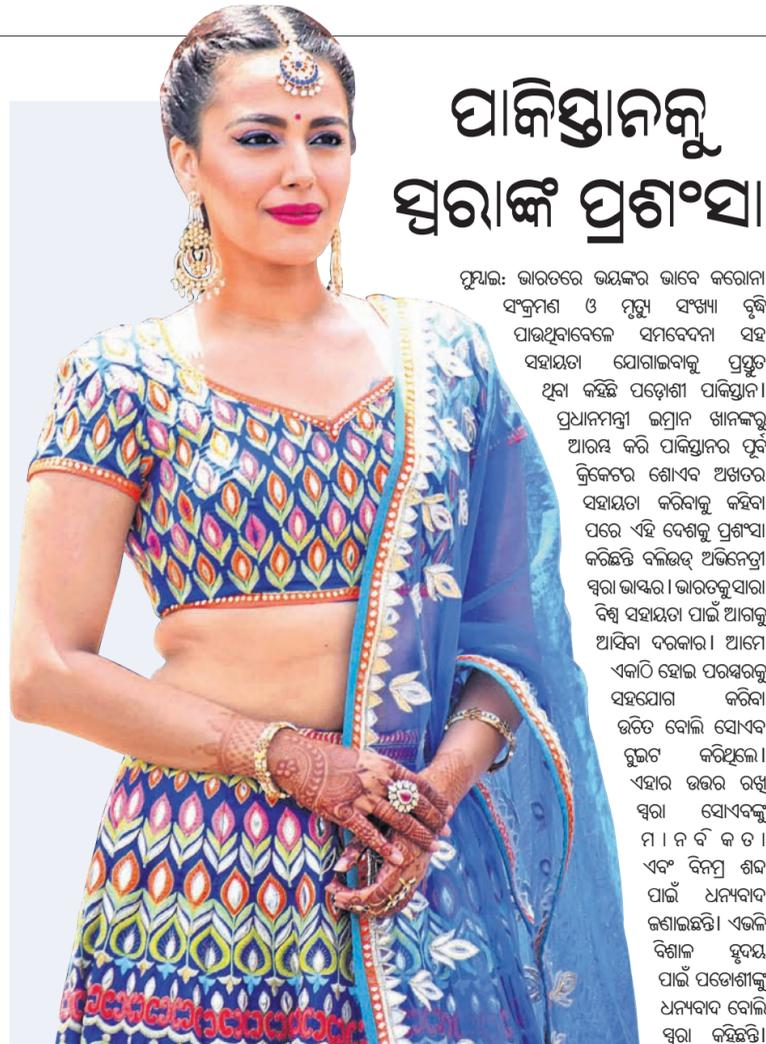 ପାକିସ୍ତାନକୁ
ସ୍ୱରାଙ୍କ ପ୍ରଶଂସା
ମୁମ୍ବାଇ: ଭାରତରେ ଭୟଙ୍କର ଭାବେ କରୋନା
ସଂକ୍ରମଣ ଓ ମୃତ୍ୟୁ ସଂଖ୍ୟା ବୃଦ୍ଧି
ପାଉଥିବାବେଳେ ସମବେଦନା ସହ
ସହାୟତା ଯୋଗାଇବାକୁ ପ୍ରସ୍ତୁତ
ଥିବା କହିଛି ପଡ଼ୋଶୀ ପାକିସ୍ତାନ।
ପ୍ରଧାନମନ୍ତ୍ରୀ ଇମ୍ରାନ ଖାନଙ୍କରୁ
ଆରମ୍ଭ କରି ପାକିସ୍ତାନର ପୂର୍ବ
କ୍ରିକେଟର ଶୋଏବ ଅଖତର
ସହାୟତା କରିବାକୁ କହିବା
ପରେ ଏହି ଦେଶକୁ ପ୍ରଶଂସା
କରିଛନ୍ତି ବଲିଉଡ୍ ଅଭିନେତ୍ରୀ
ସ୍ୱରା ଭାସ୍କର। ଭାରତକୁ ସାରା
ବିଶ୍ୱ ସହାୟତା ପାଇଁ ଆଗକୁ
ଆସିବା ଦରକାର। ଆମେ
ଏକାଠି ହୋଇ ପରସ୍ପରକୁ
ସହଯୋଗ କରିବା
ଉଚିତ ବୋଲି ସୋଏବ
ଟୁଇଟ କରିଥିଲେ।
ଏହାର ଉତ୍ତର ରଖି
ସ୍ୱରା ସୋଏବଙ୍କୁ
ମାନବିକତା
ଏବଂ ବିନମ୍ର ଶବ୍ଦ
ପାଇଁ ଧନ୍ୟବାଦ
ଜଣାଇଛନ୍ତି। ଏଭଳି
ବିଶାଳ ହୃଦୟ
ପାଇଁ ପଡୋଶୀଙ୍କୁ
ଧନ୍ୟବାଦ ବୋଲି
ସ୍ୱରା କହିଛନ୍ତି।